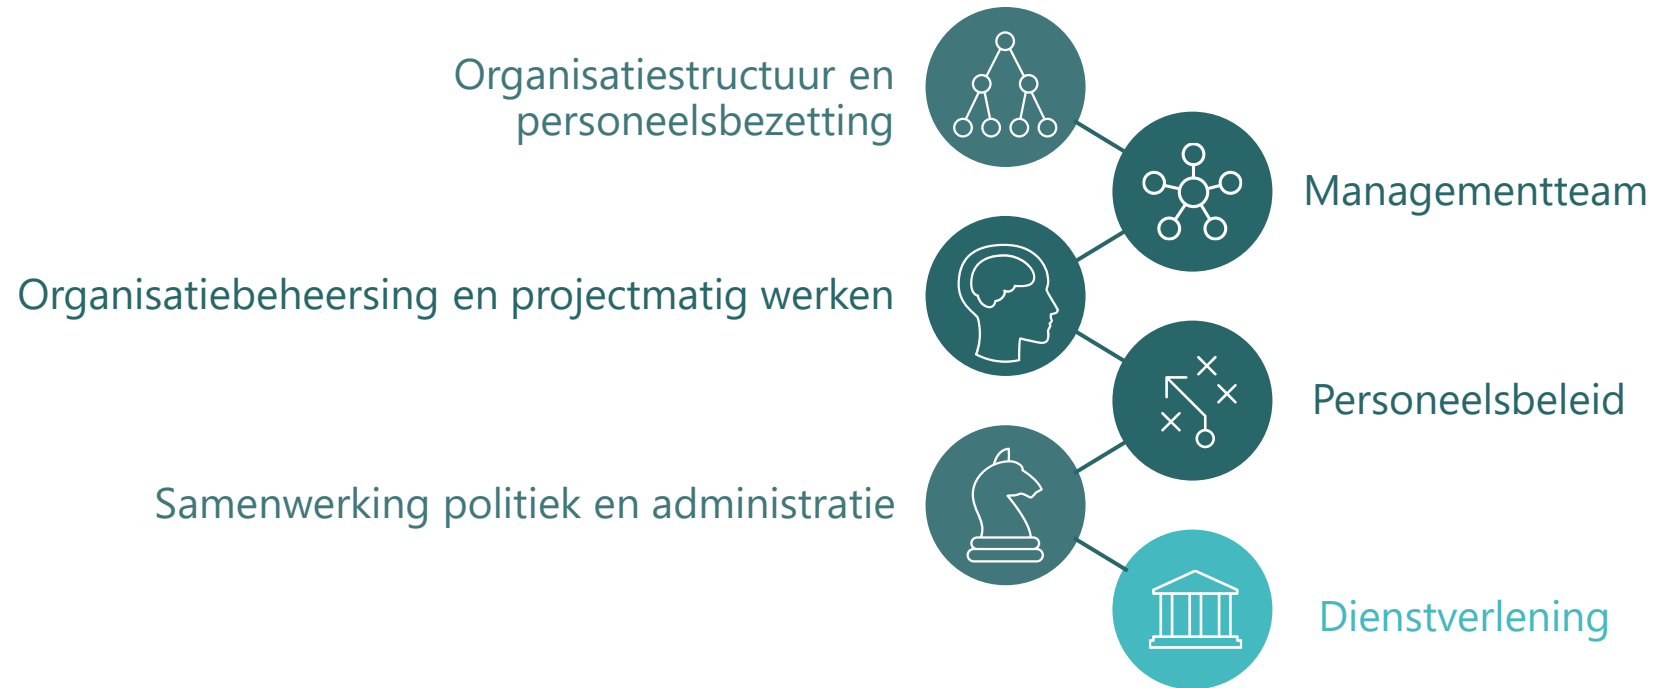 Organisatiestructuur en
personeelsbezetting
Managementteam
Organisatiebeheersing en projectmatig werken
Personeelsbeleid
Samenwerking politiek en administratie
Dienstverlening